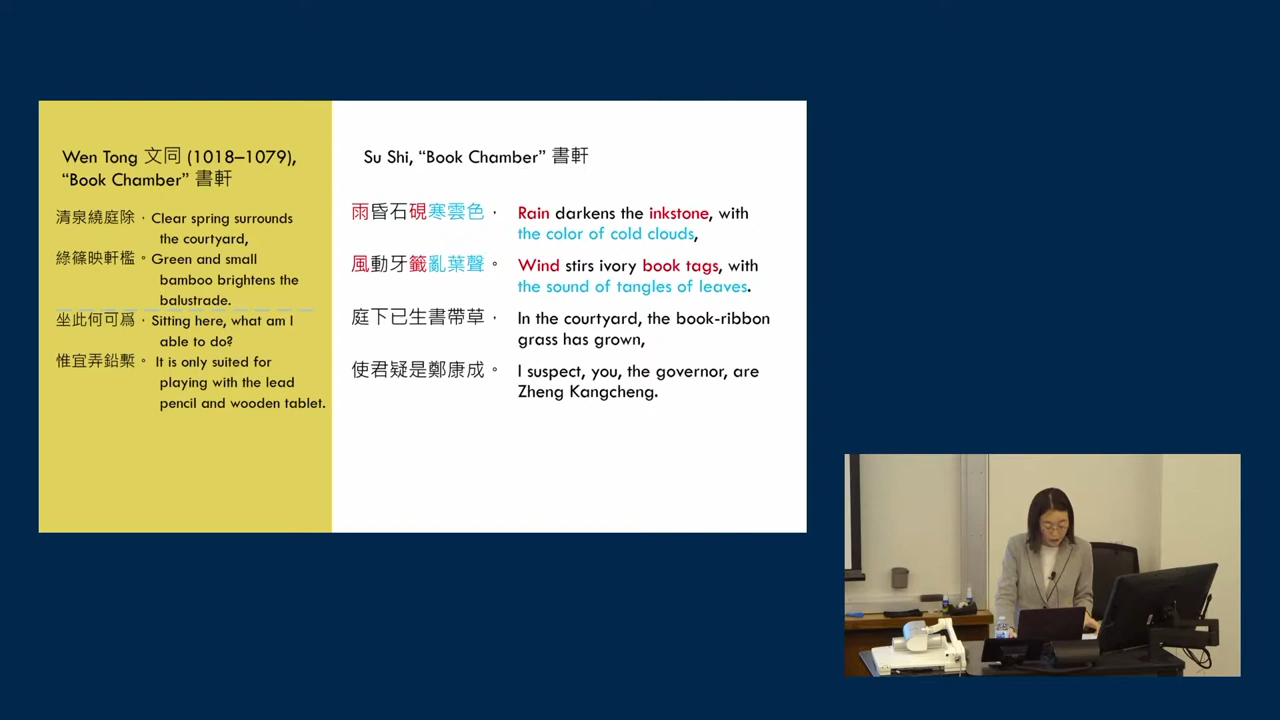 Wen Tong 文同 (1018–1079),
“Book Chamber” 書軒
清泉繞庭除，Clear spring surrounds
the courtyard,
綠篠映軒檻。Green and small
bamboo brightens the
balustrade.
坐此何可爲，Sitting here, what am I
able to do?
惟宜弄鉛槧。It is only suited for
playing with the lead
pencil and wooden tablet.
Su Shi, “Book Chamber” 書軒
雨昏石硯寒雲色， Rain darkens the inkstone, with
the color of cold clouds,
風動牙籤亂葉聲。 Wind stirs ivory book tags, with
the sound of tangles of leaves.
庭下已生書帶草， In the courtyard, the book-ribbon
grass has grown,
使君疑是鄭康成。 I suspect, you, the governor, are
Zheng Kangcheng.